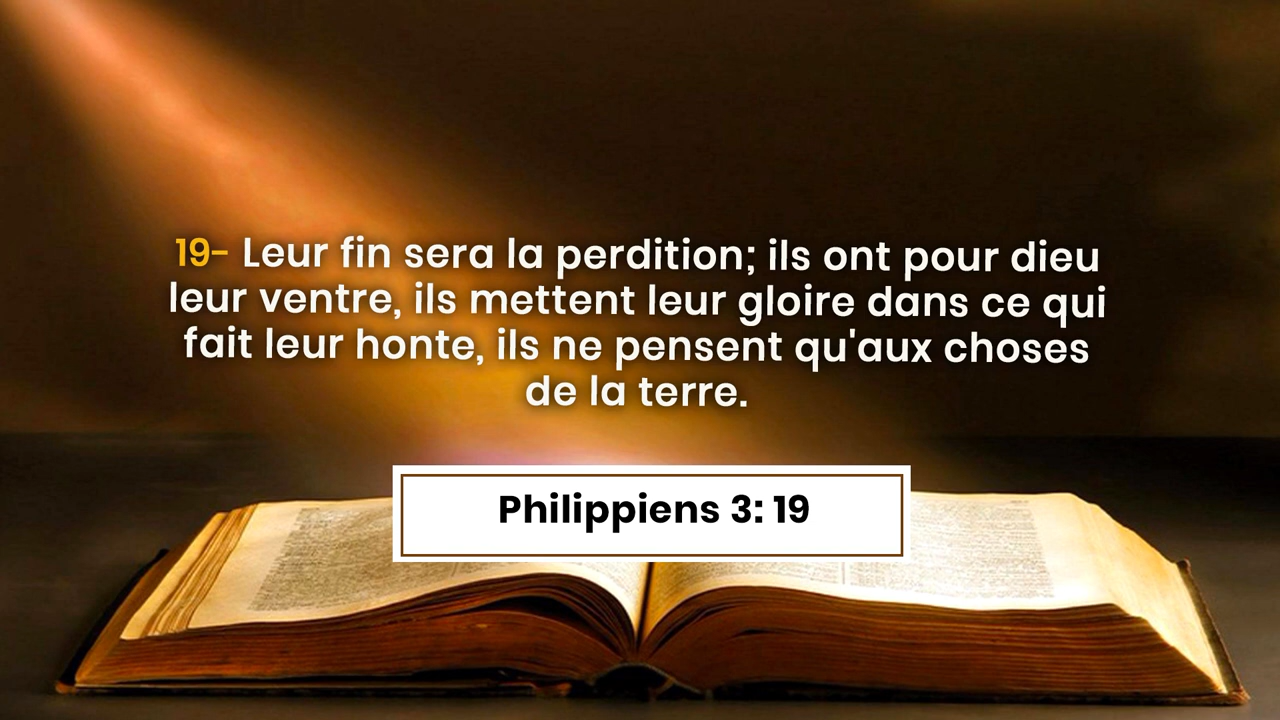 19- Leur fin sera la perdition; ils ont pour dieu
leur ventre, ils mettent leur gloire dans ce qui
fait leur honte, ils ne pensent qu'aux choses
de la terre.
Philippiens 3: 19